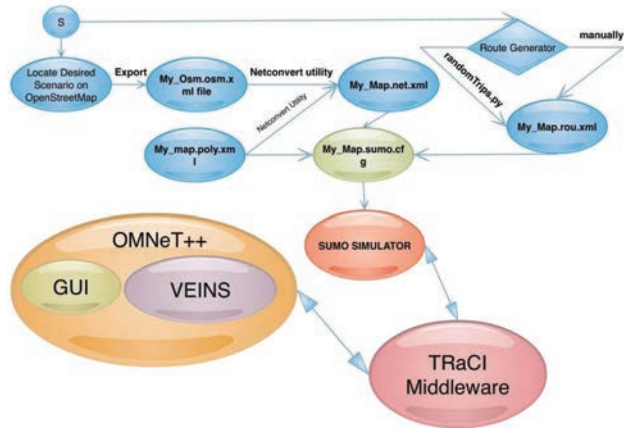 S
Route Generator
manually
randomTrips.py
Locate Desired
Scenario on
OpenStreetMap
Export
My_Osm.osm.x
ml file
Netconvert utility
My_Map.net.xml
Netconvert Utility
My_Map.rou.xml
My_map.poly.xm
l
My_Map.sumo.cf
g
OMNeT++
GUI
VEINS
SUMO SIMULATOR
TRaCI
Middleware